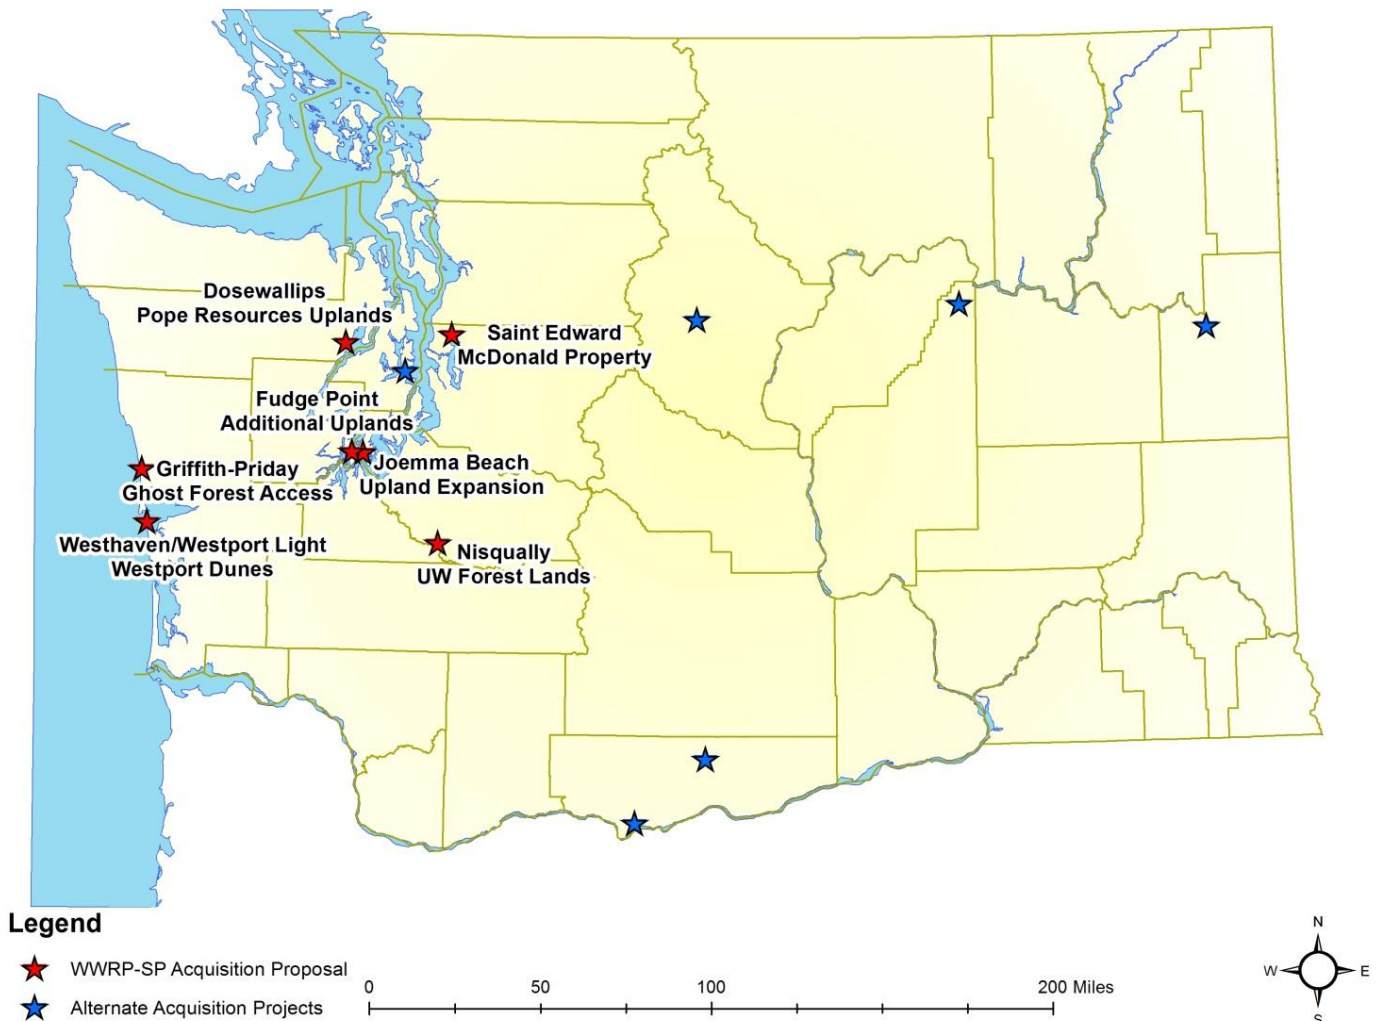 Dosewallips
Pope Resources Uplands
Saint Edward
McDonald Property
Fudge Point
Additional Uplands
Griffith-Priday
Ghost Forest Access
Joemma Beach
Upland Expansion
Westhaven/Westport Light
Westport Dunes
Nisqually
UW Forest Lands
Legend
WWRP-SP Acquisition Proposal
Alternate Acquisition Projects
0 50 100 200 Miles
N
W E
S